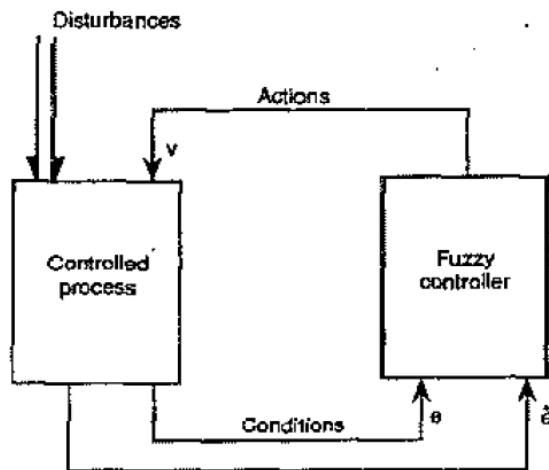 Disturbances
Actions
v
Controlled
process
Fuzzy
controller
Conditions
e
ė